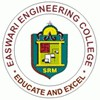 EASWARI ENGINEERING COLLEGE
SRM
EDUCATE AND EXCEL